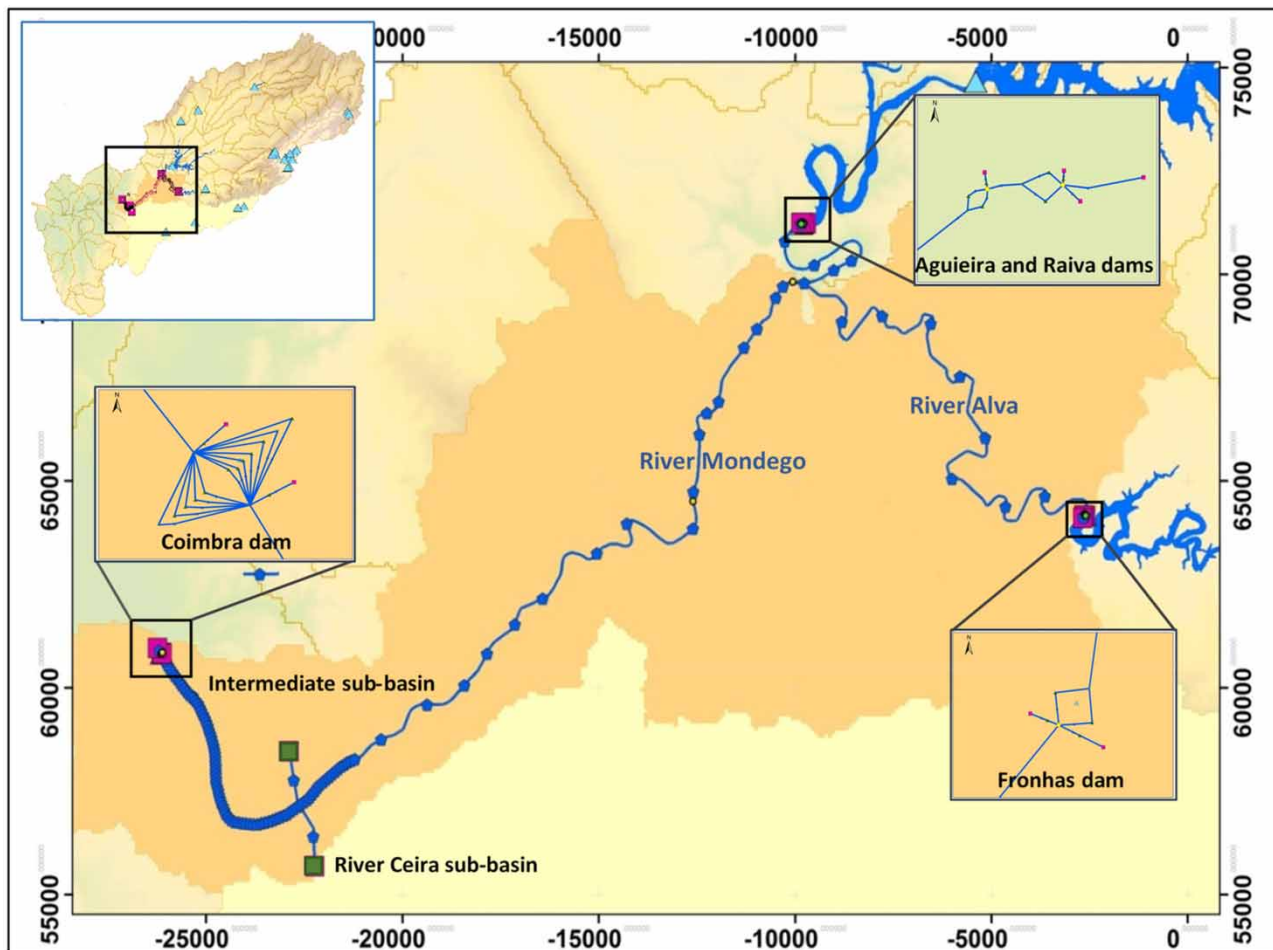 0000 -15000 -10000 -5000 0
75000
N
Aguieira and Raiva dams
70000
N
River Alva
River Mondego
65000 65000
Coimbra dam
N
Intermediate sub-basin
60000 60000
Fronhas dam
River Ceira sub-basin
55000 55000
-25000 -20000 -15000 -10000 -5000 0